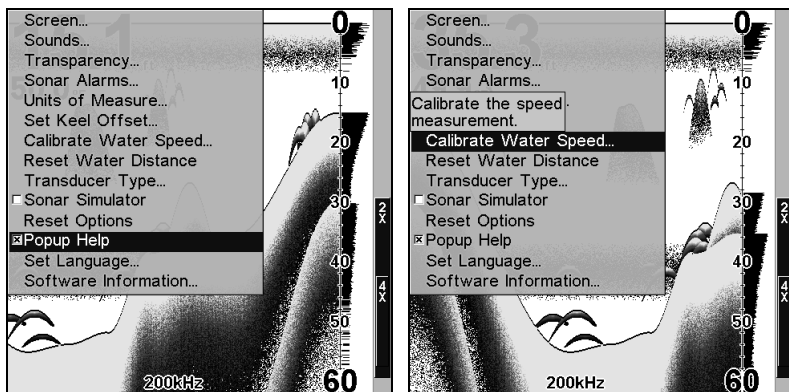 Screen...
Sounds...
Transparency...
Sonar Alarms...
Units of Measure...
Set Keel Offset...
Calibrate Water Speed...
Reset Water Distance
Transducer Type...
Sonar Simulator
Reset Options
Popup Help
Set Language...
Software Information...
0
10
20
30
40
50
60
2X
4X
200kHz
Screen...
Sounds...
Transparency...
Sonar Alarms...
Calibrate the speed
measurement.
Calibrate Water Speed...
Reset Water Distance
Transducer Type...
Sonar Simulator
Reset Options
Popup Help
Set Language...
Software Information...
0
10
20
30
40
50
60
2X
4X
200kHz